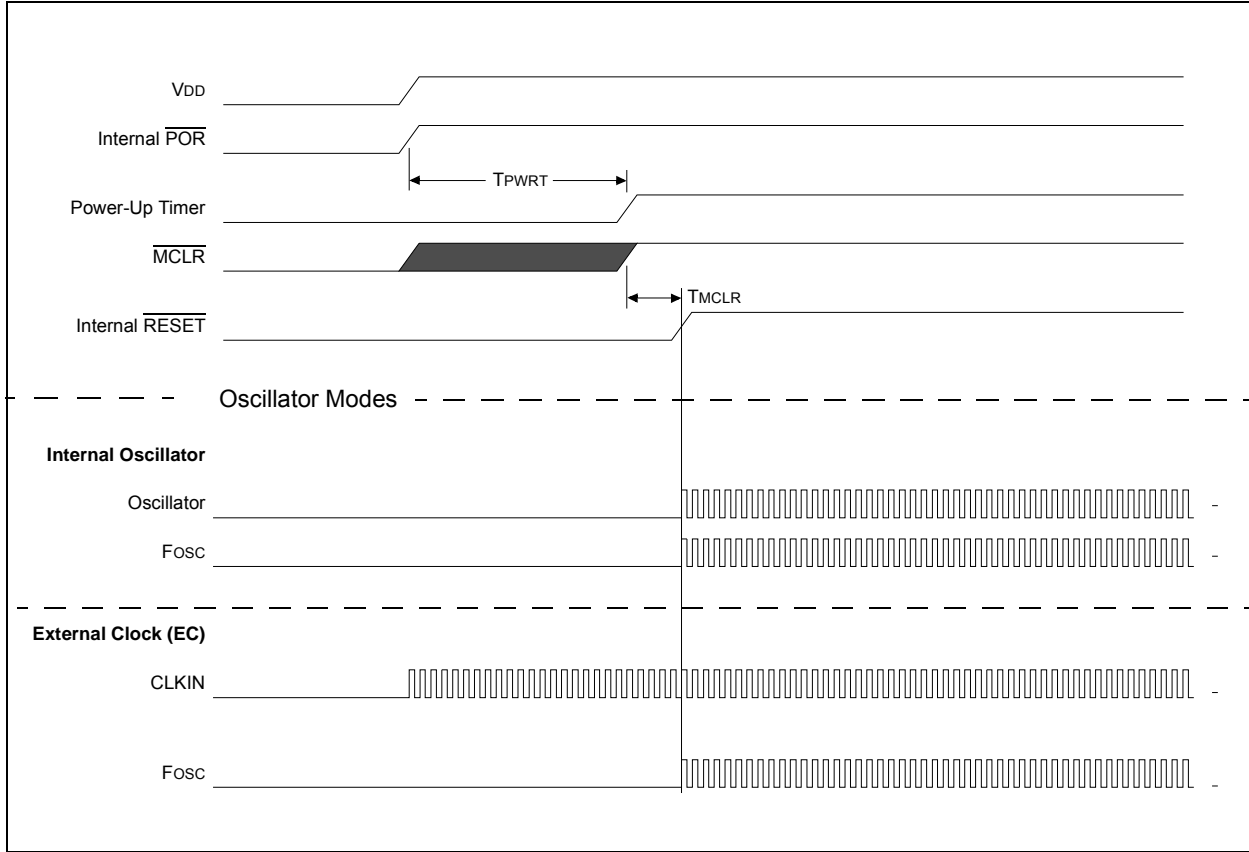 VDD
Internal POR
TPWRT
Power-Up Timer
MCLR
TMCLR
Internal RESET
Oscillator Modes
Internal Oscillator
Oscillator
FOSC
External Clock (EC)
CLKIN
FOSC